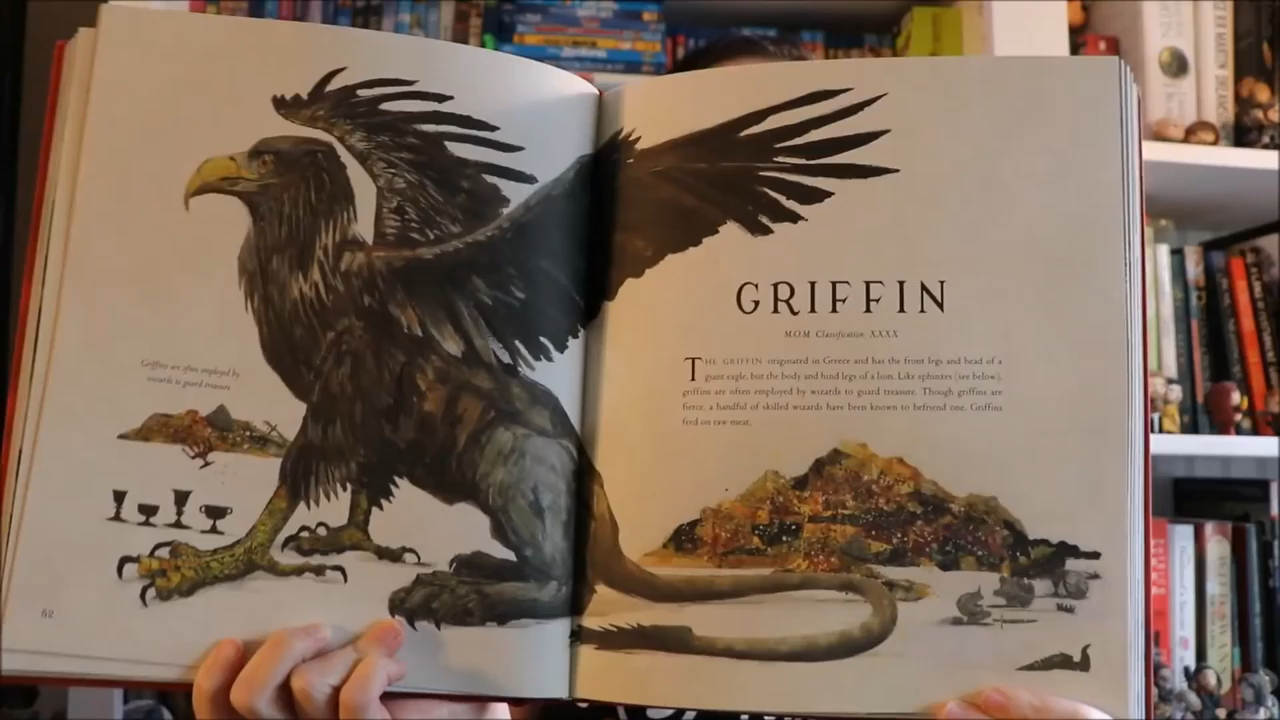 Griffins are often employed by
wizards to guard treasure
62
GRIFFIN
M.O.M. Classification: XXXX
THE GRIFFIN originated in Greece and has the front legs and head of a
giant eagle, but the body and hind legs of a lion. Like sphinxes (see below),
griffins are often employed by wizards to guard treasure. Though griffins are
fierce, a handful of skilled wizards have been known to befriend one. Griffins
feed on raw meat.